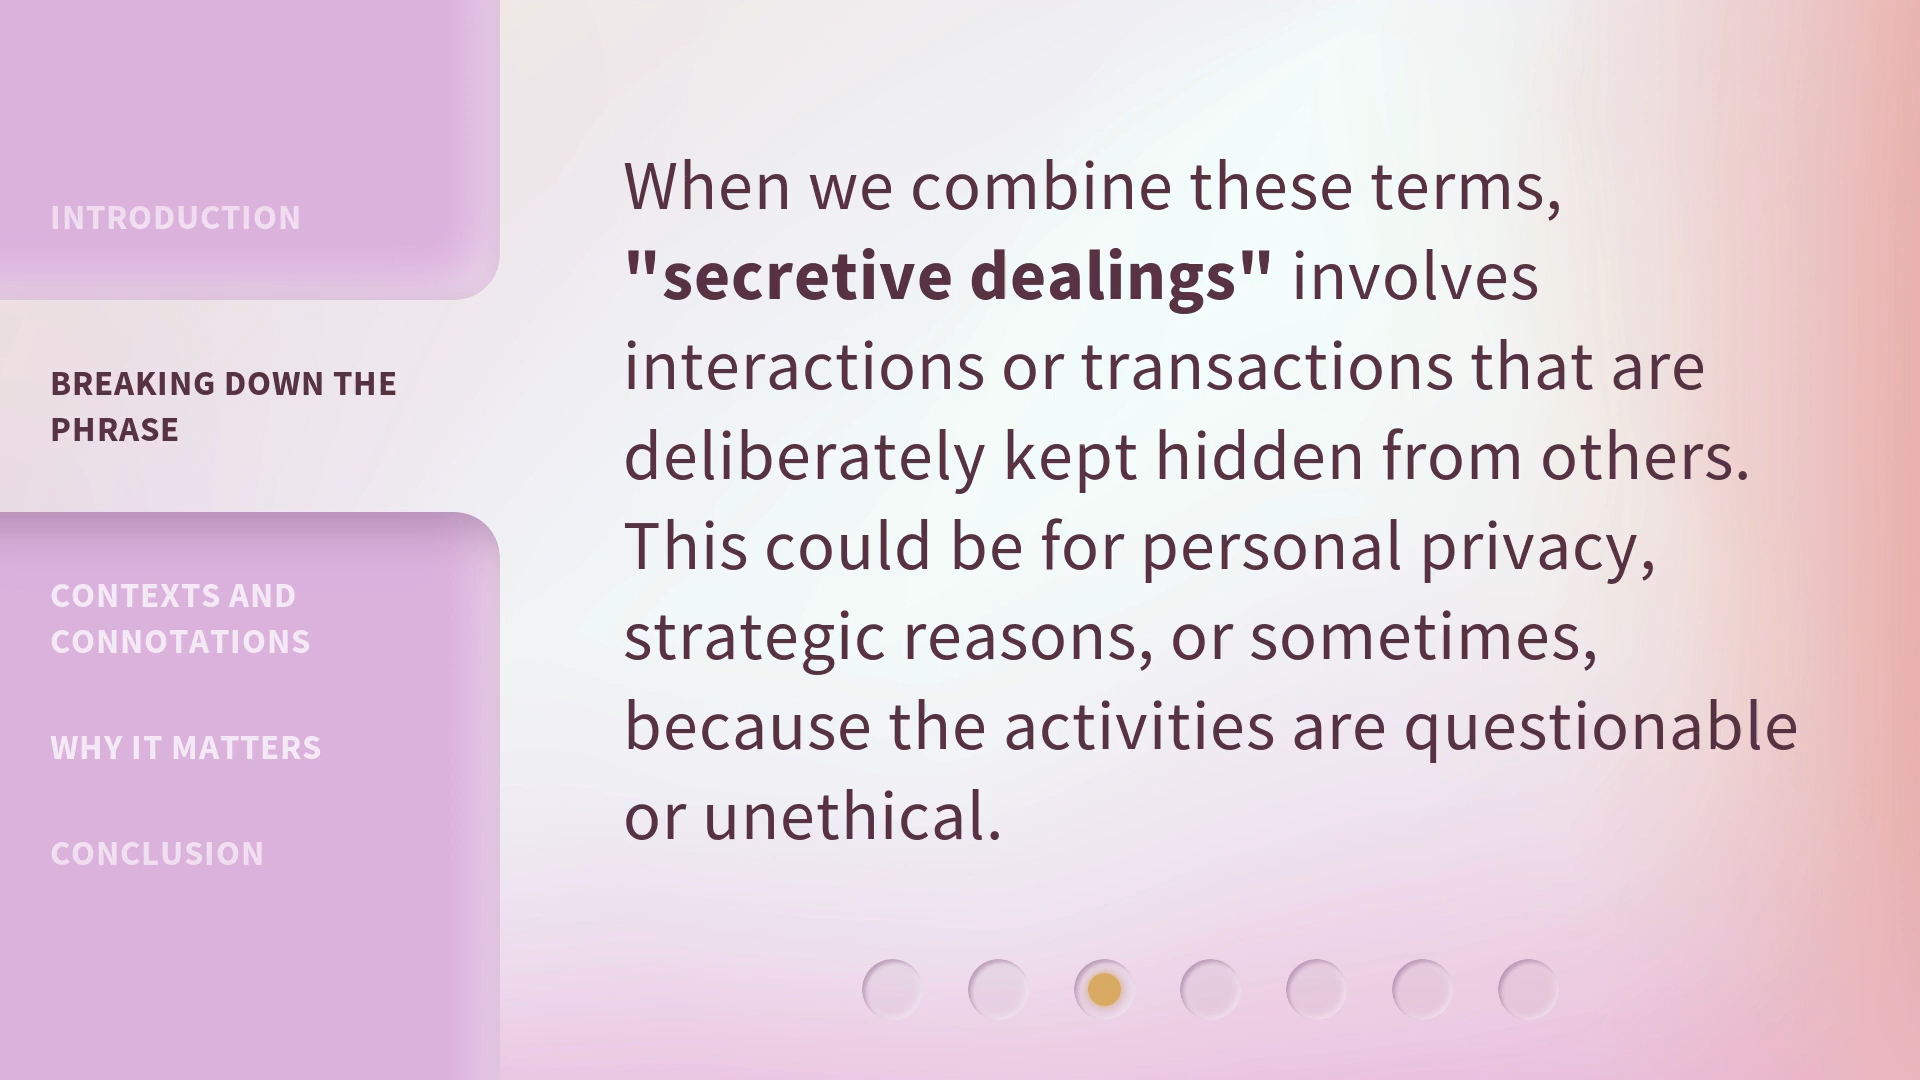 INTRODUCTION
BREAKING DOWN THE
PHRASE
CONTEXTS AND
CONNOTATIONS
WHY IT MATTERS
CONCLUSION
When we combine these terms,
"secretive dealings" involves
interactions or transactions that are
deliberately kept hidden from others.
This could be for personal privacy,
strategic reasons, or sometimes,
because the activities are questionable
or unethical.